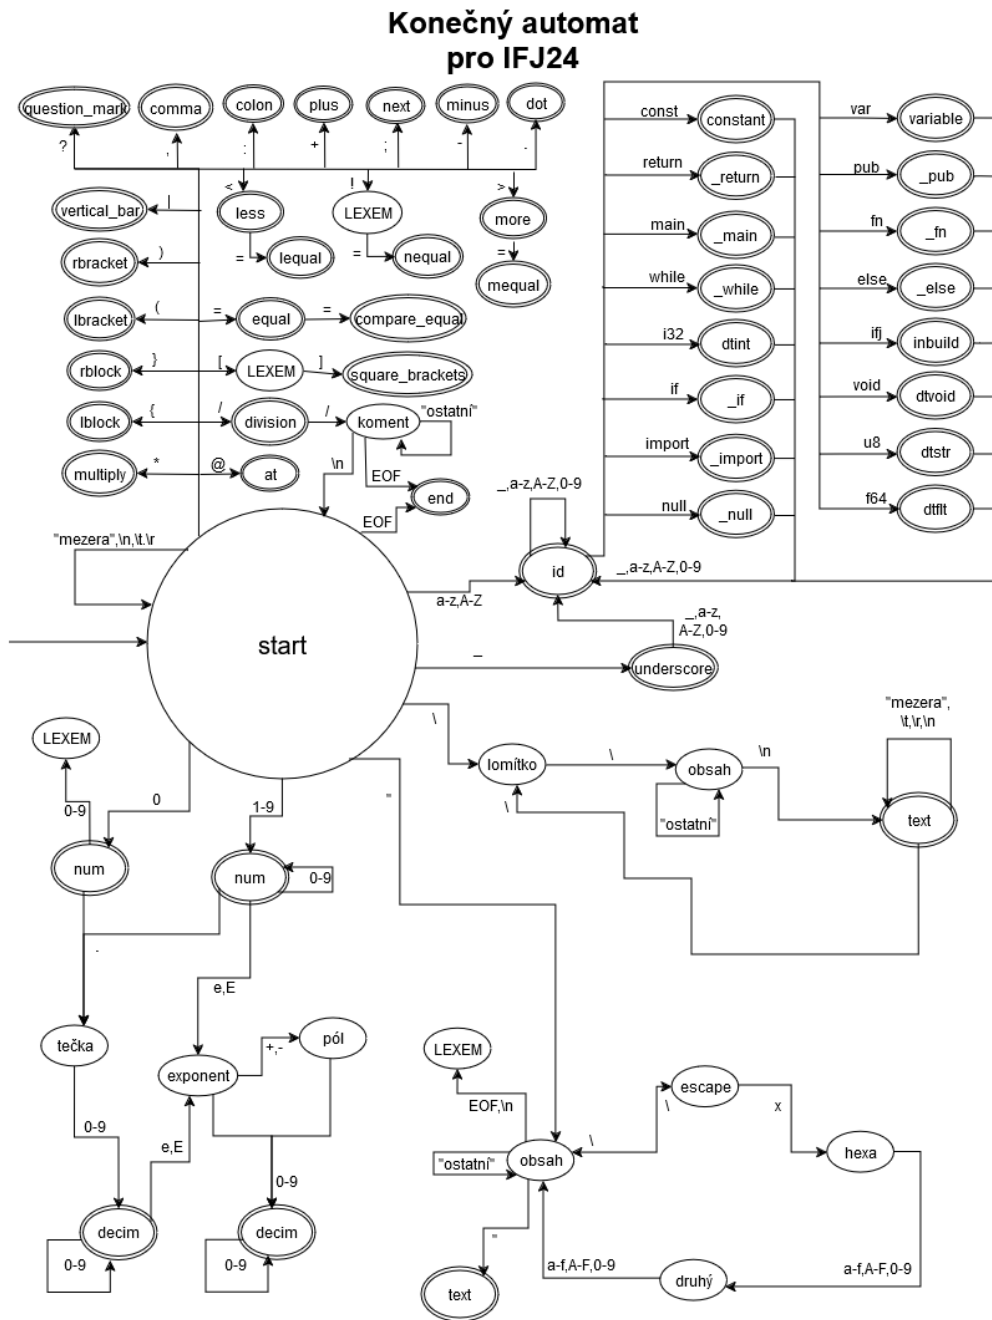 Konečný automat
pro IFJ24
question_mark
comma
colon
plus
next
minus
dot
?
,
:
+
;
-
.
const
constant
var
variable
return
_return
pub
_pub
main
_main
fn
_fn
while
_while
else
_else
i32
dtint
ifj
inbuild
if
_if
void
dtvoid
import
_import
u8
dtstr
null
_null
f64
dtflt
vertical_bar
|
<
less
!
LEXEM
>
more
rbracket
)
=
lequal
=
nequal
=
mequal
lbracket
(
=
equal
=
compare_equal
rblock
}
[
LEXEM
]
square_brackets
lblock
{
/
division
/
koment
"ostatní"
multiply
*
@
at
\n
EOF
end
EOF
"mezera",\n,\t.\r
_,a-z,A-Z,0-9
id
_,a-z,A-Z,0-9
a-z,A-Z
start
_,a-z,
A-Z,0-9
_
underscore
"mezera",
\t,\r,\n
LEXEM
\
lomítko
\
obsah
\n
\
"ostatní"
text
0-9
0
1-9
"
num
num
0-9
.
e,E
tečka
exponent
+,-
pól
LEXEM
EOF,\n
escape
\
x
0-9
e,E
\
obsah
"ostatní"
hexa
0-9
decim
decim
0-9
0-9
"
a-f,A-F,0-9
druhý
a-f,A-F,0-9
text